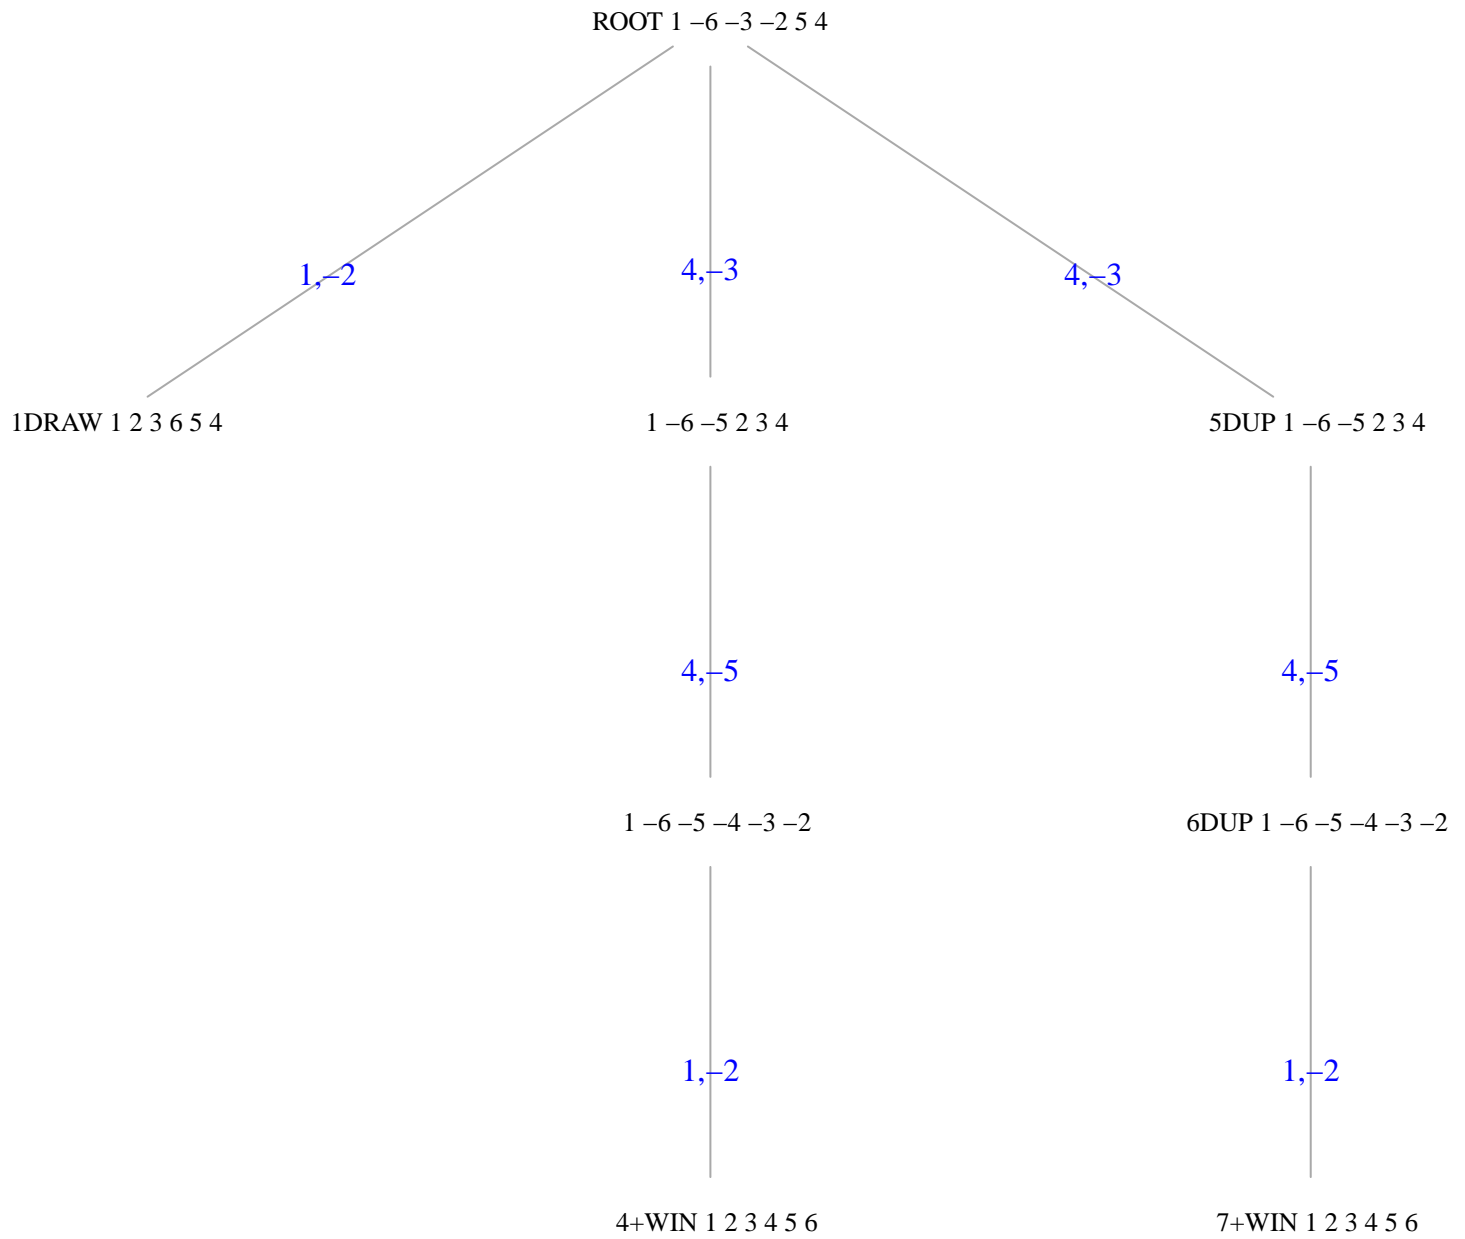 ROOT 1 –6 –3 –2 5 4
1,–2
4,–3
4,–3
1DRAW 1 2 3 6 5 4
1 –6 –5 2 3 4
5DUP 1 –6 –5 2 3 4
4,–5
4,–5
1 –6 –5 –4 –3 –2
6DUP 1 –6 –5 –4 –3 –2
1,–2
1,–2
4+WIN 1 2 3 4 5 6
7+WIN 1 2 3 4 5 6